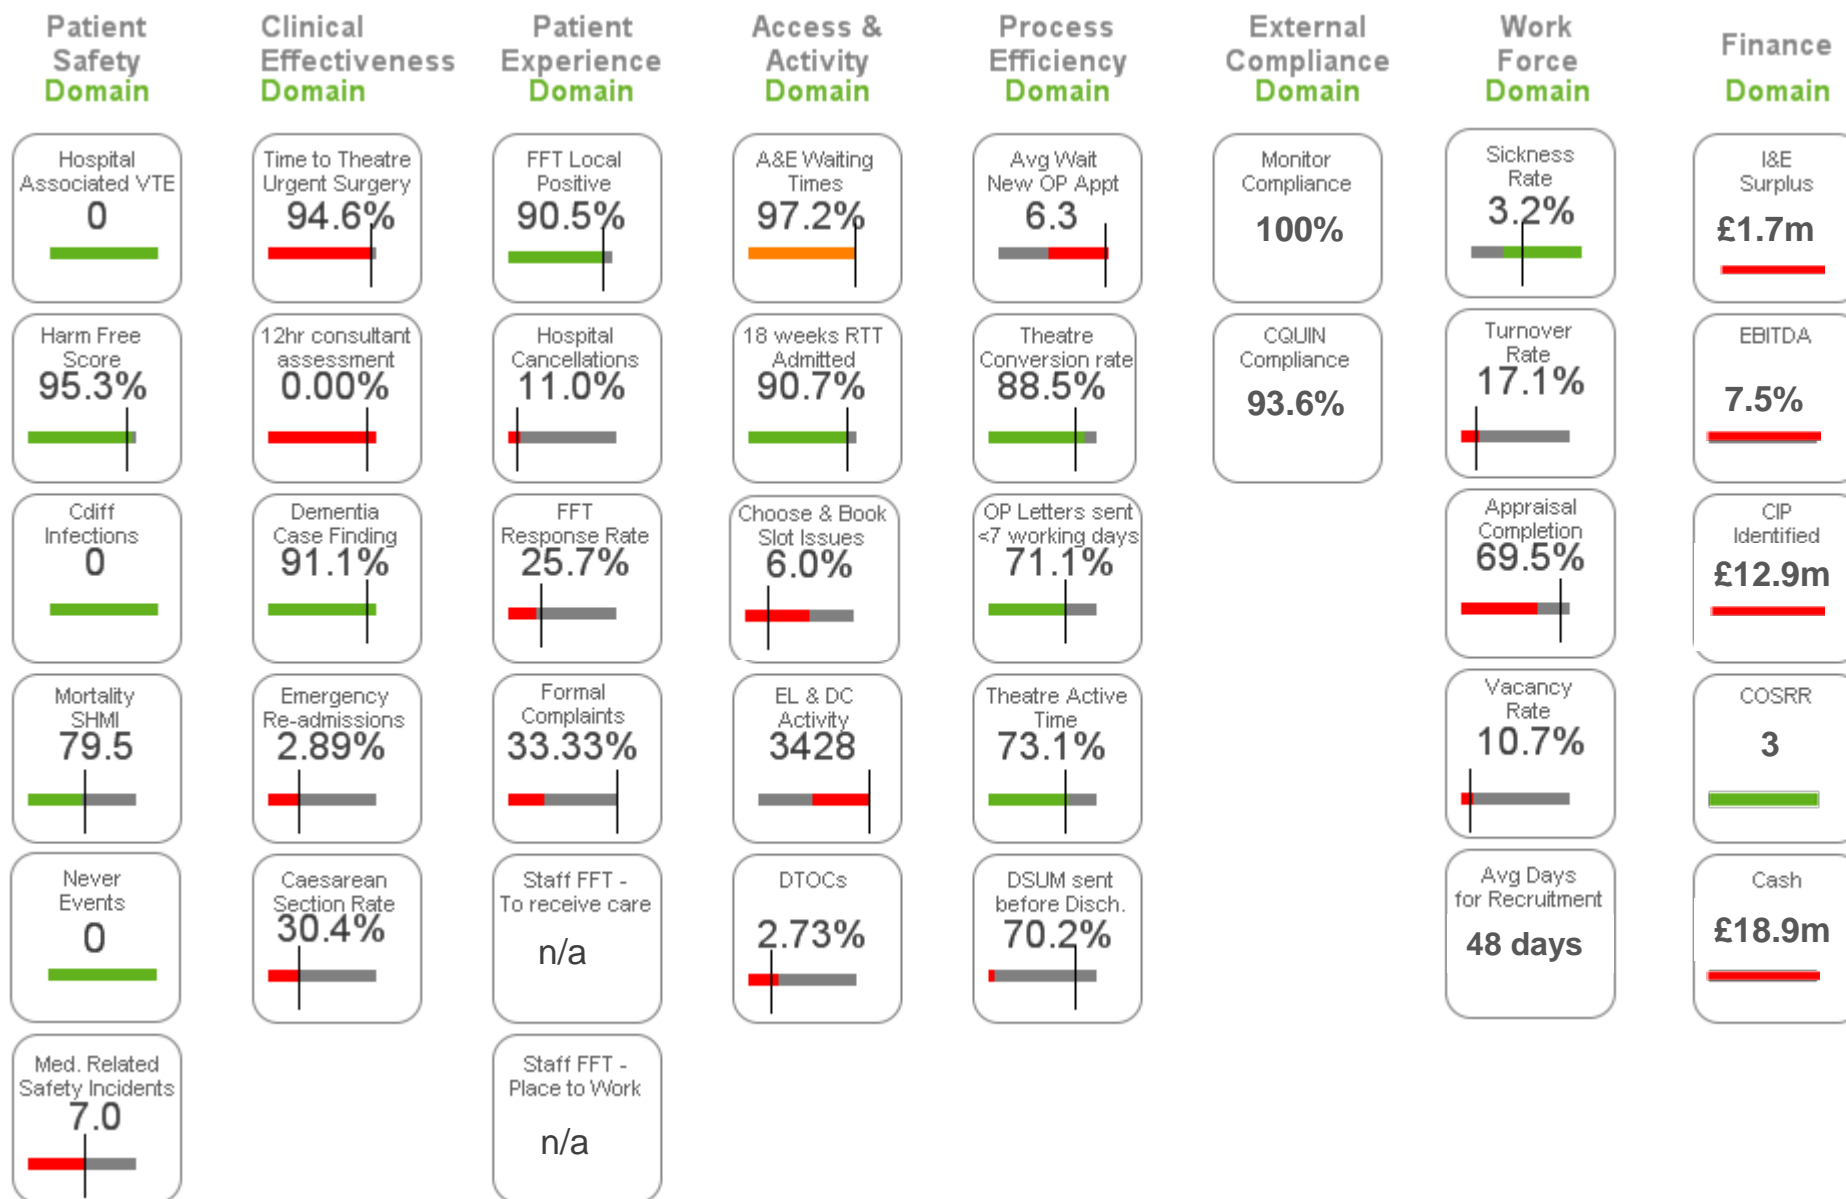 Patient
Safety
Domain
Hospital
Associated VTE
0
Harm Free
Score
95.3%
Cdiff
Infections
0
Mortality
SHMI
79.5
Never
Events
0
Med. Related
Safety Incidents
7.0
Clinical
Effectiveness
Domain
Time to Theatre
Urgent Surgery
94.6%
12hr consultant
assessment
0.00%
Dementia
Case Finding
91.1%
Emergency
Re-admissions
2.89%
Caesarean
Section Rate
30.4%
Patient
Experience
Domain
FFT Local
Positive
90.5%
Hospital
Cancellations
11.0%
FFT
Response Rate
25.7%
Formal
Complaints
33.33%
Staff FFT -
To receive care
n/a
Staff FFT -
Place to Work
n/a
Access &
Activity
Domain
A&E Waiting
Times
97.2%
18 weeks RTT
Admitted
90.7%
Choose & Book
Slot Issues
6.0%
EL & DC
Activity
3428
DTOCs
2.73%
Process
Efficiency
Domain
Avg Wait
New OP Appt
6.3
Theatre
Conversion rate
88.5%
OP Letters sent
<7 working days
71.1%
Theatre Active
Time
73.1%
DSUM sent
before Disch.
70.2%
External
Compliance
Domain
Monitor
Compliance
100%
CQUIN
Compliance
93.6%
Work
Force
Domain
Sickness
Rate
3.2%
Turnover
Rate
17.1%
Appraisal
Completion
69.5%
Vacancy
Rate
10.7%
Avg Days
for Recruitment
48 days
Finance
Domain
I&E
Surplus
£1.7m
EBITDA
7.5%
CIP
Identified
£12.9m
COSRR
3
Cash
£18.9m